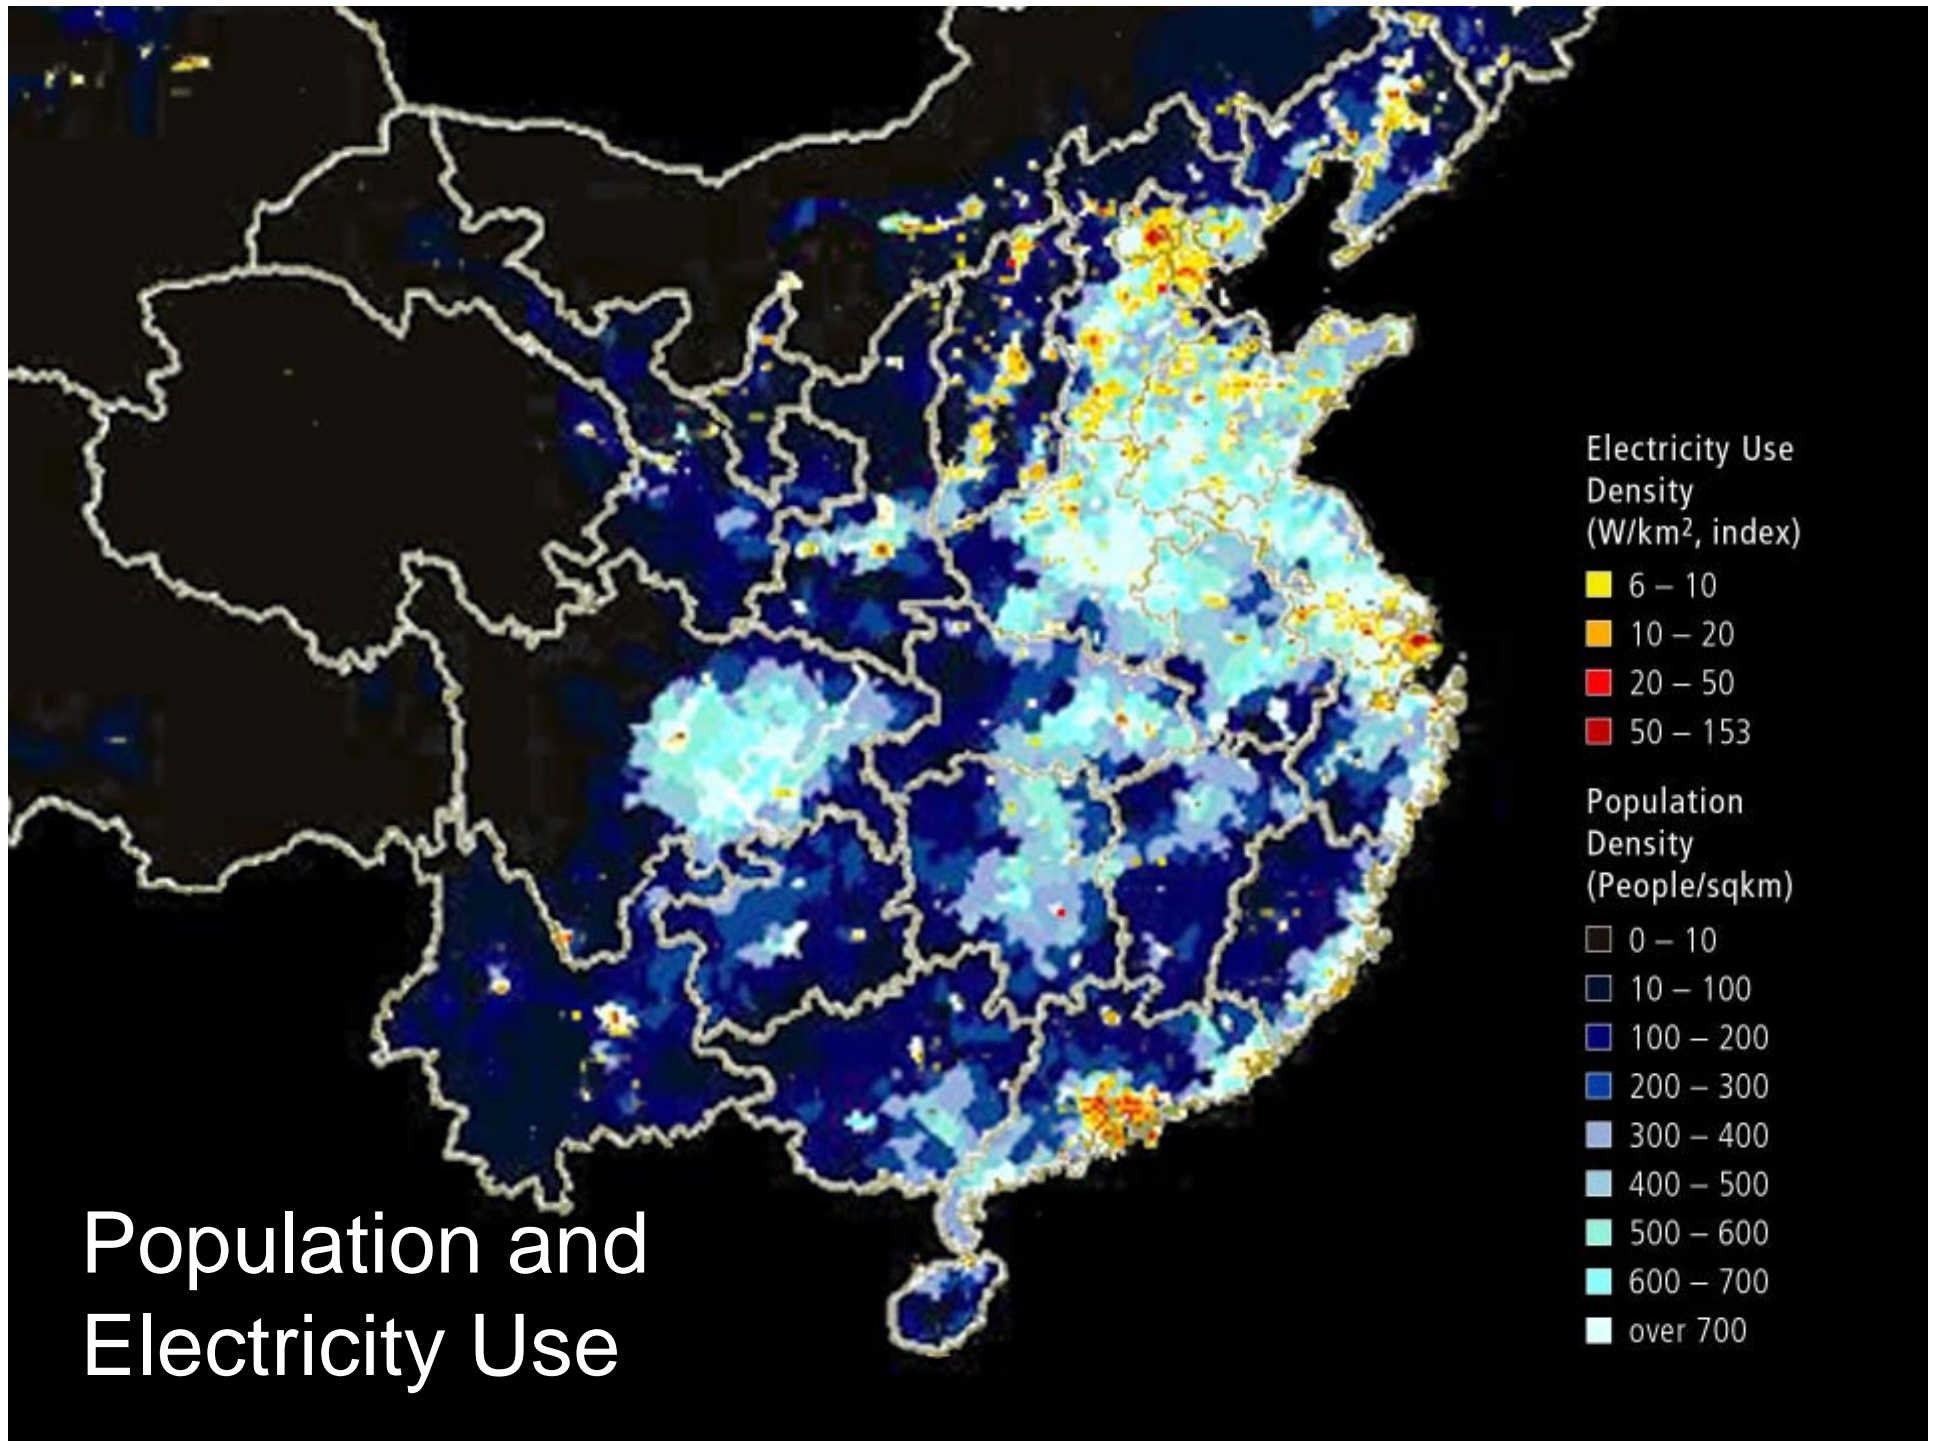 Electricity Use
Density
(W/km², index)
6 – 10
10 – 20
20 – 50
50 – 153
Population
Density
(People/sqkm)
0 – 10
10 – 100
100 – 200
200 – 300
300 – 400
400 – 500
500 – 600
600 – 700
over 700
Population and
Electricity Use